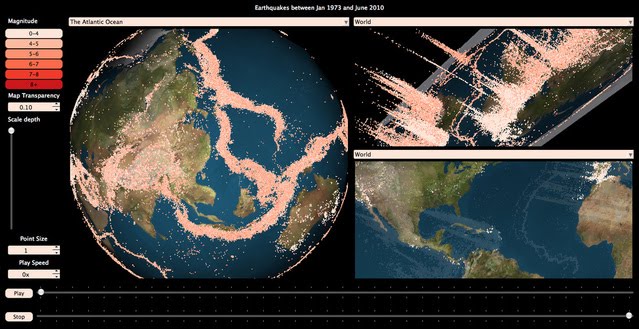 Earthquakes between Jan 1973 and June 2010
Magnitude
0-4
4-5
5-6
6-7
7-8
8+
Map Transparency
0.10
Scale depth
Point Size
1
Play Speed
0x
The Atlantic Ocean
World
World
Play
Stop